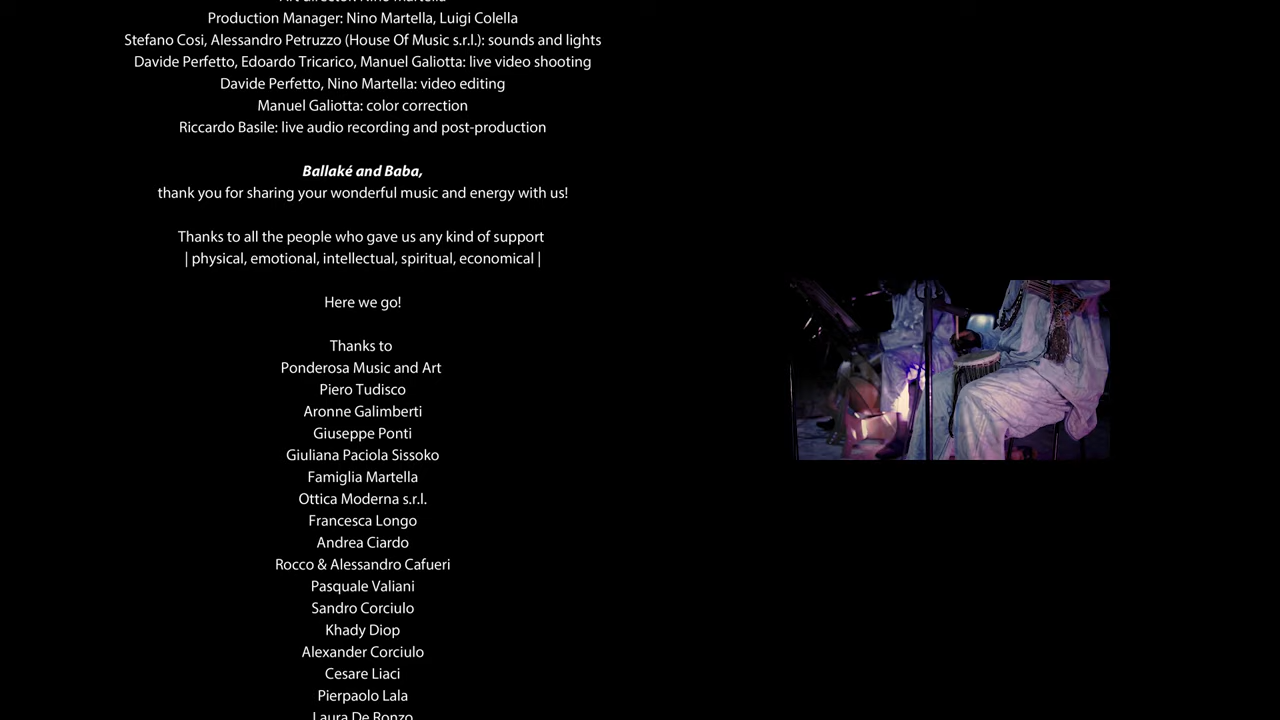 Production Manager: Nino Martella, Luigi Colella
Stefano Cosi, Alessandro Petruzzo (House Of Music s.r.l.): sounds and lights
Davide Perfetto, Edoardo Tricarico, Manuel Galiotta: live video shooting
Davide Perfetto, Nino Martella: video editing
Manuel Galiotta: color correction
Riccardo Basile: live audio recording and post-production
Ballaké and Baba,
thank you for sharing your wonderful music and energy with us!
Thanks to all the people who gave us any kind of support
| physical, emotional, intellectual, spiritual, economical |
Here we go!
Thanks to
Ponderosa Music and Art
Piero Tudisco
Aronne Galimberti
Giuseppe Ponti
Giuliana Paciola Sissoko
Famiglia Martella
Ottica Moderna s.r.l.
Francesca Longo
Andrea Ciardo
Rocco & Alessandro Cafueri
Pasquale Valiani
Sandro Corciulo
Khady Diop
Alexander Corciulo
Cesare Liaci
Pierpaolo Lala
Laura De Ronzo